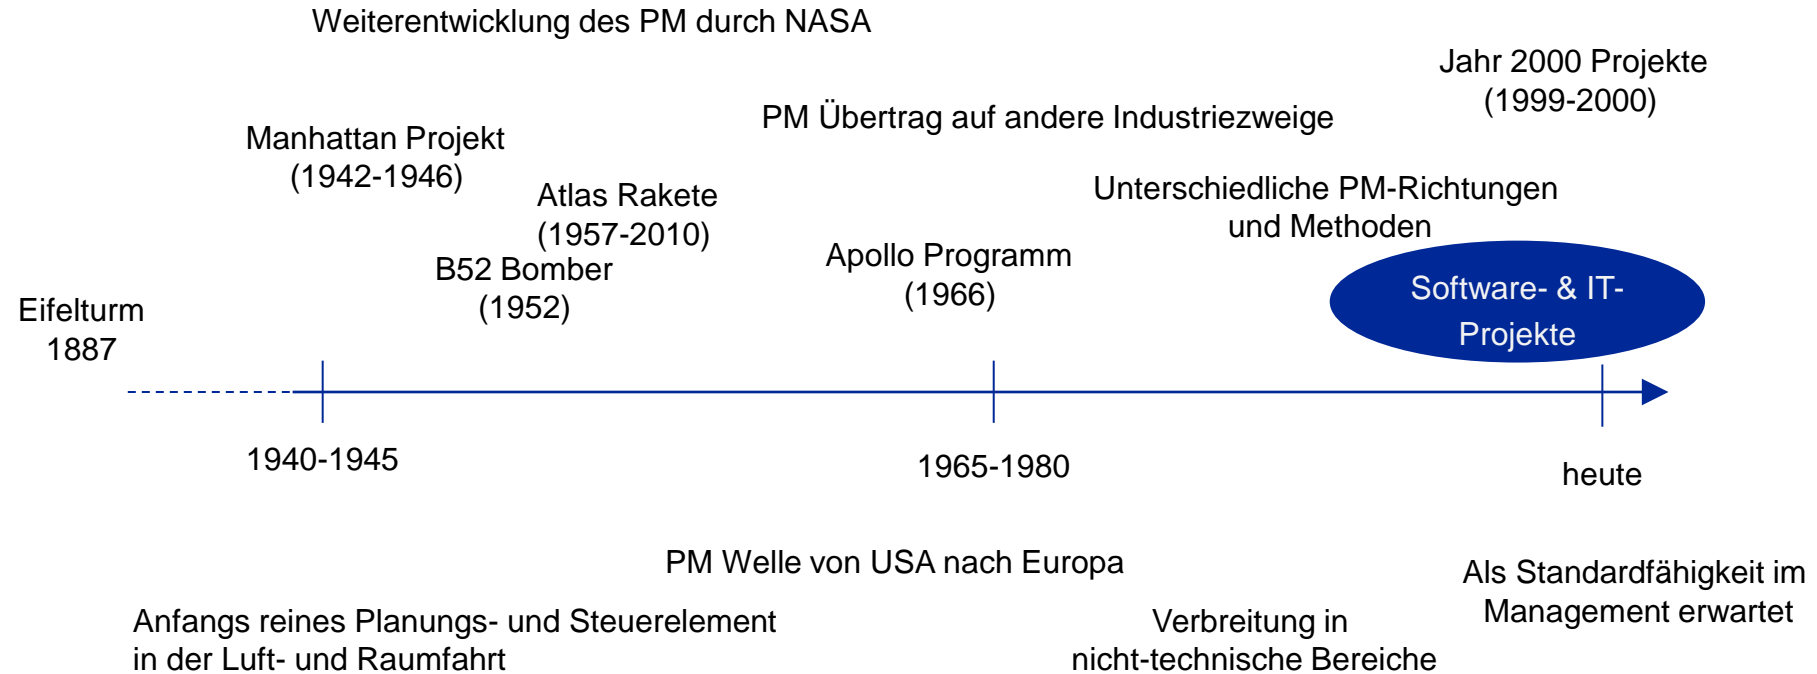 Weiterentwicklung des PM durch NASA
Jahr 2000 Projekte
(1999-2000)
PM Übertrag auf andere Industriezweige
Manhattan Projekt
(1942-1946)
Atlas Rakete
(1957-2010)
Unterschiedliche PM-Richtungen
und Methoden
B52 Bomber
(1952)
Apollo Programm
(1966)
Software- & IT-
Projekte
Eifelturm
1887
1940-1945
1965-1980
heute
PM Welle von USA nach Europa
Als Standardfähigkeit im
Management erwartet
Anfangs reines Planungs- und Steuerelement
in der Luft- und Raumfahrt
Verbreitung in
nicht-technische Bereiche